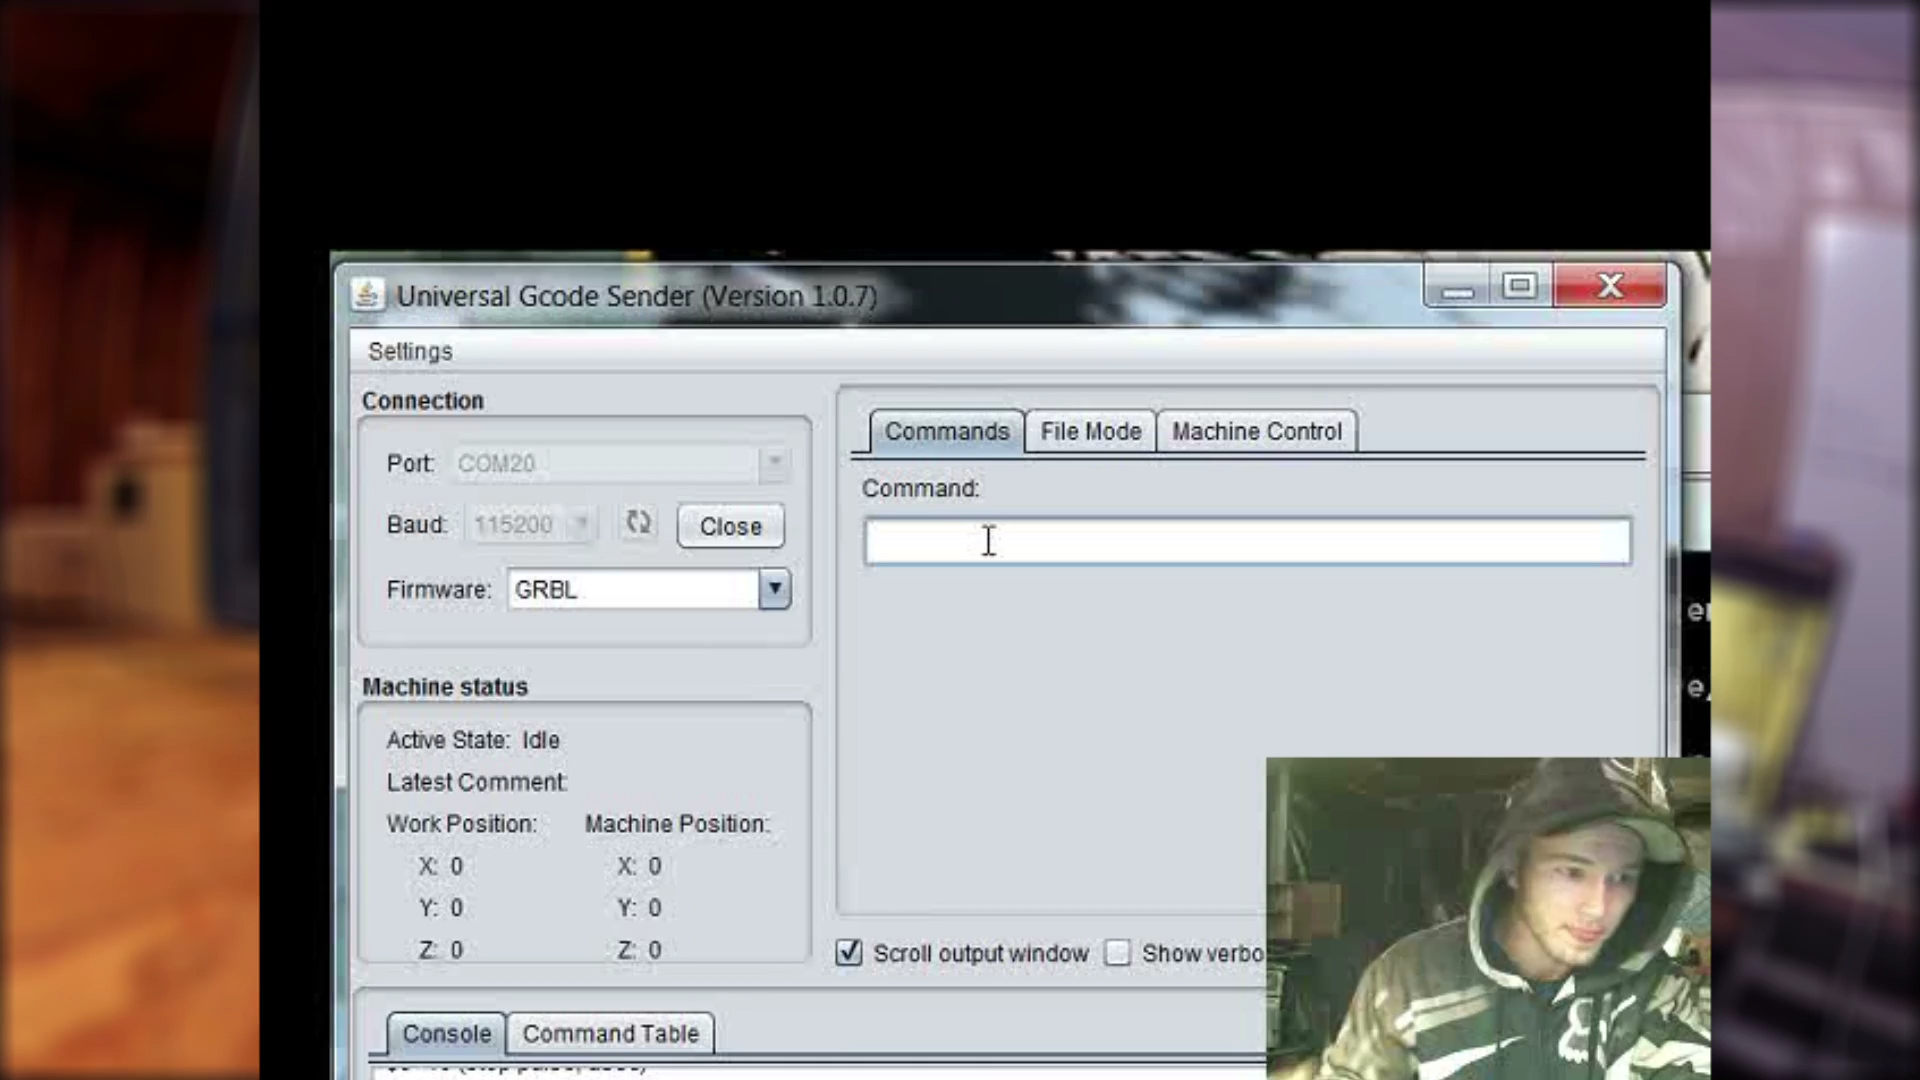 Universal Gcode Sender (Version 1.0.7)
Settings
Connection
Port: COM20
Baud: 115200 Close
Firmware: GRBL
Commands File Mode Machine Control
Command:
Machine status
Active State: Idle
Latest Comment:
Work Position: Machine Position:
X: 0 X: 0
Y: 0 Y: 0
Z: 0 Z: 0
Scroll output window Show verbo
Console Command Table